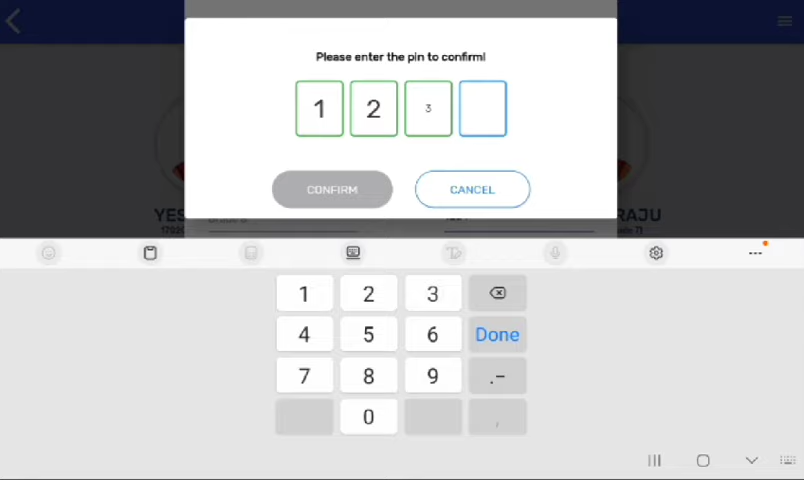 Please enter the pin to confirm!
1 2 3
CONFIRM CANCEL
YES RAJU
1 2 3
4 5 6 Done
7 8 9 .-
0 ,